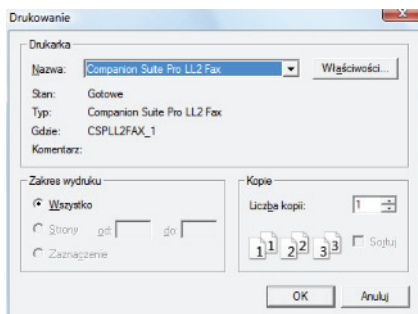 Drukowanie
Drukarka
Nazwa: Companion Suite Pro LL2 Fax Właściwości...
Stan: Gotowe
Typ: Companion Suite Pro LL2 Fax
Gdzie: CSPLL2FAX_1
Komentarz:
Zakres wydruku
Wszystko
Strony od: do:
Zaznaczenie
Kopie
Liczba kopii: 1
1 1 2 2 3 3 Sortuj
OK Anuluj